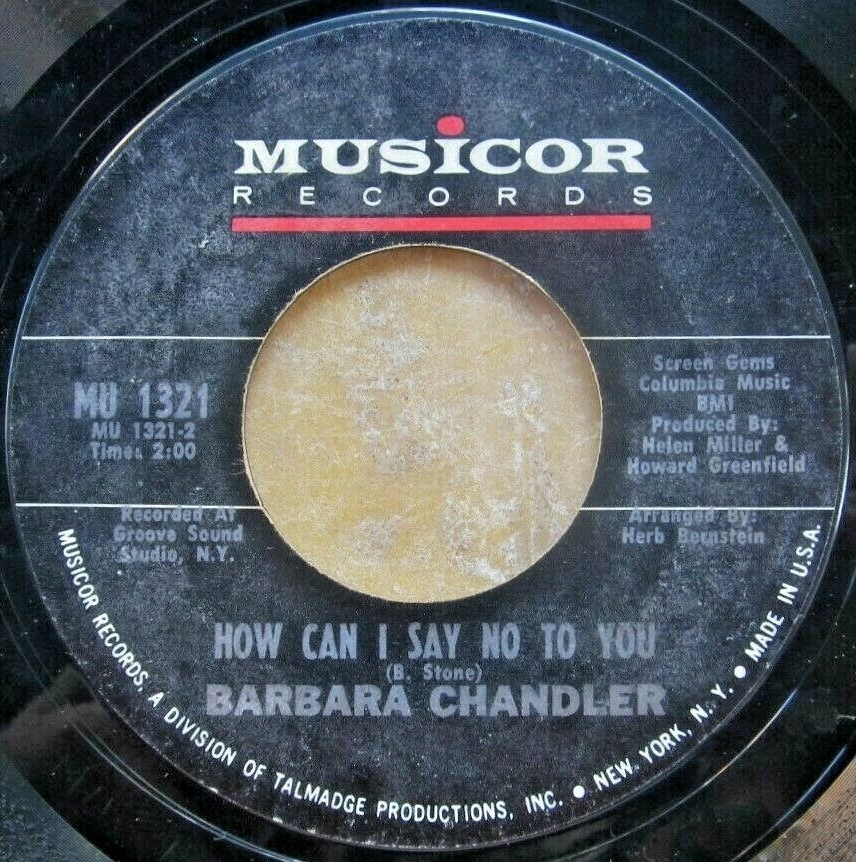 MUSiCOR
RECORDS
MU 1321
MU 1321-2
Time: 2:00
Screen Gems
Columbia Music
BMI
Produced By:
Helen Miller &
Howard Greenfield
Recorded At
Groove Sound
Studio, N.Y.
Arranged By:
Herb Bernstein
HOW CAN I SAY NO TO YOU
(B. Stone)
BARBARA CHANDLER
MUSICOR RECORDS, A DIVISION OF TALMADGE PRODUCTIONS, INC. ● NEW YORK, N.Y. ● MADE IN U.S.A.